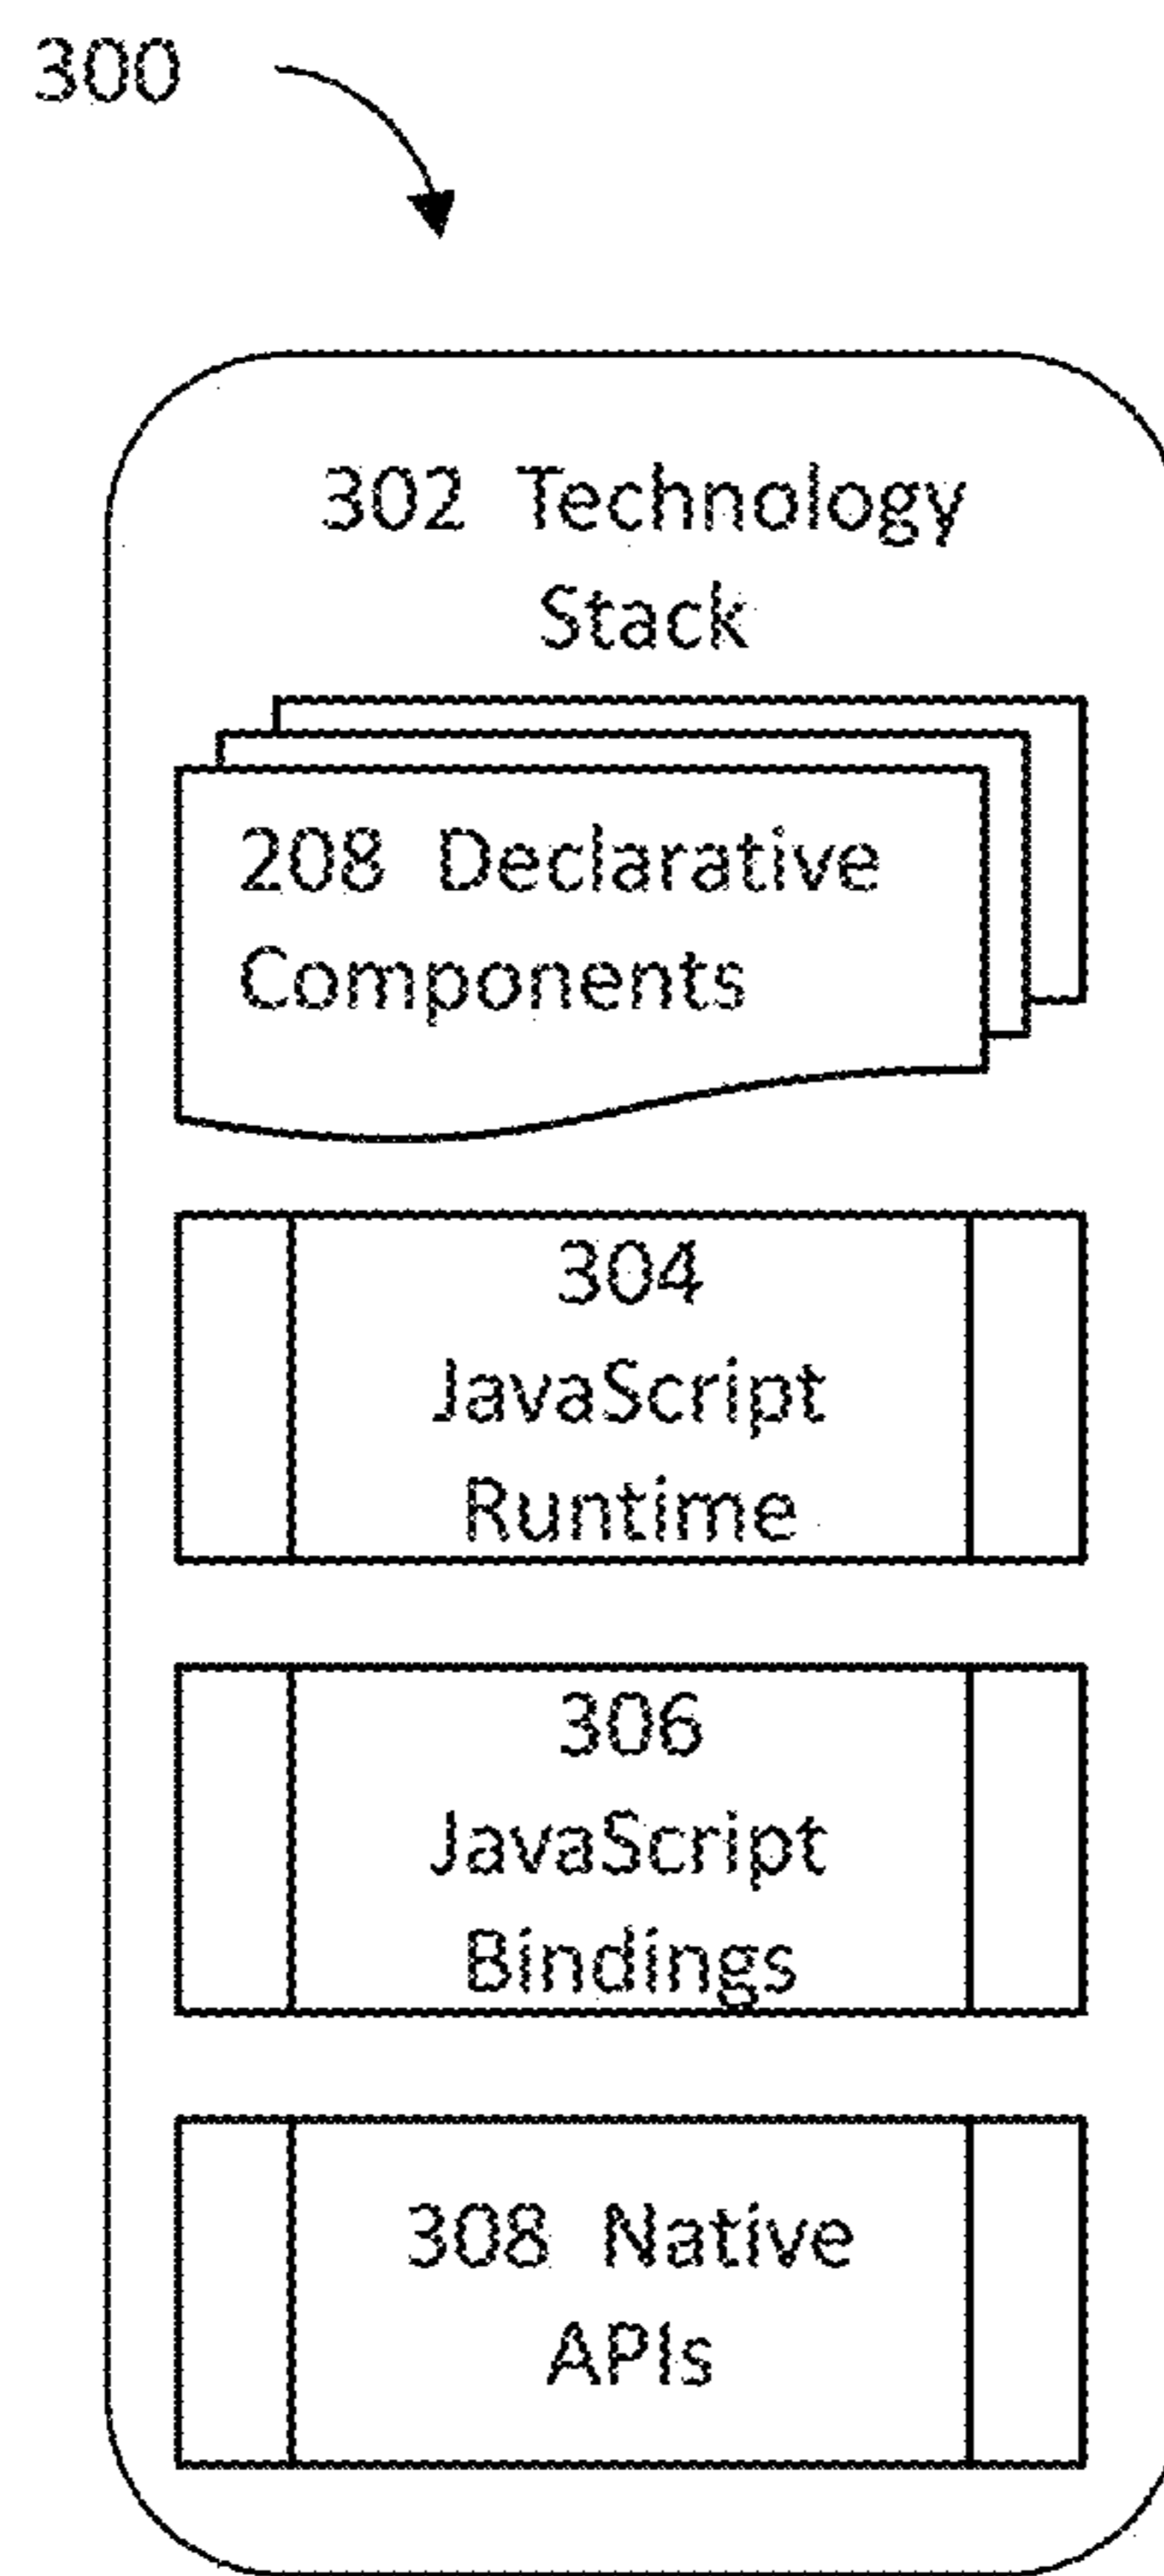 300
302 Technology
Stack
208 Declarative
Components
304
JavaScript
Runtime
306
JavaScript
Bindings
308 Native
APIs